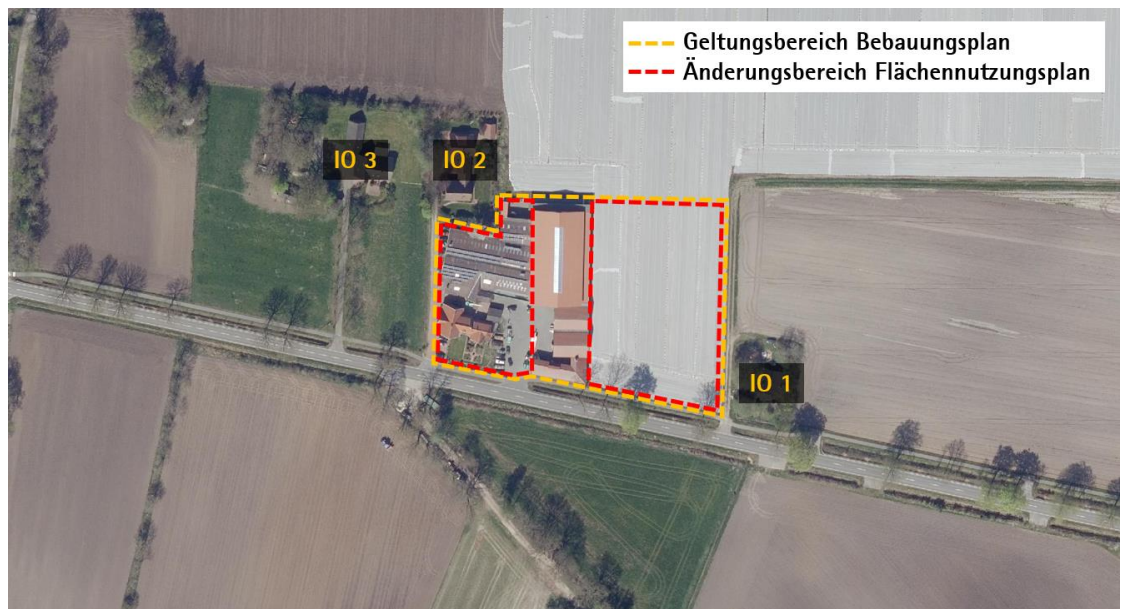 Geltungsbereich Bebauungsplan
Änderungsbereich Flächennutzungsplan
IO 3
IO 2
IO 1